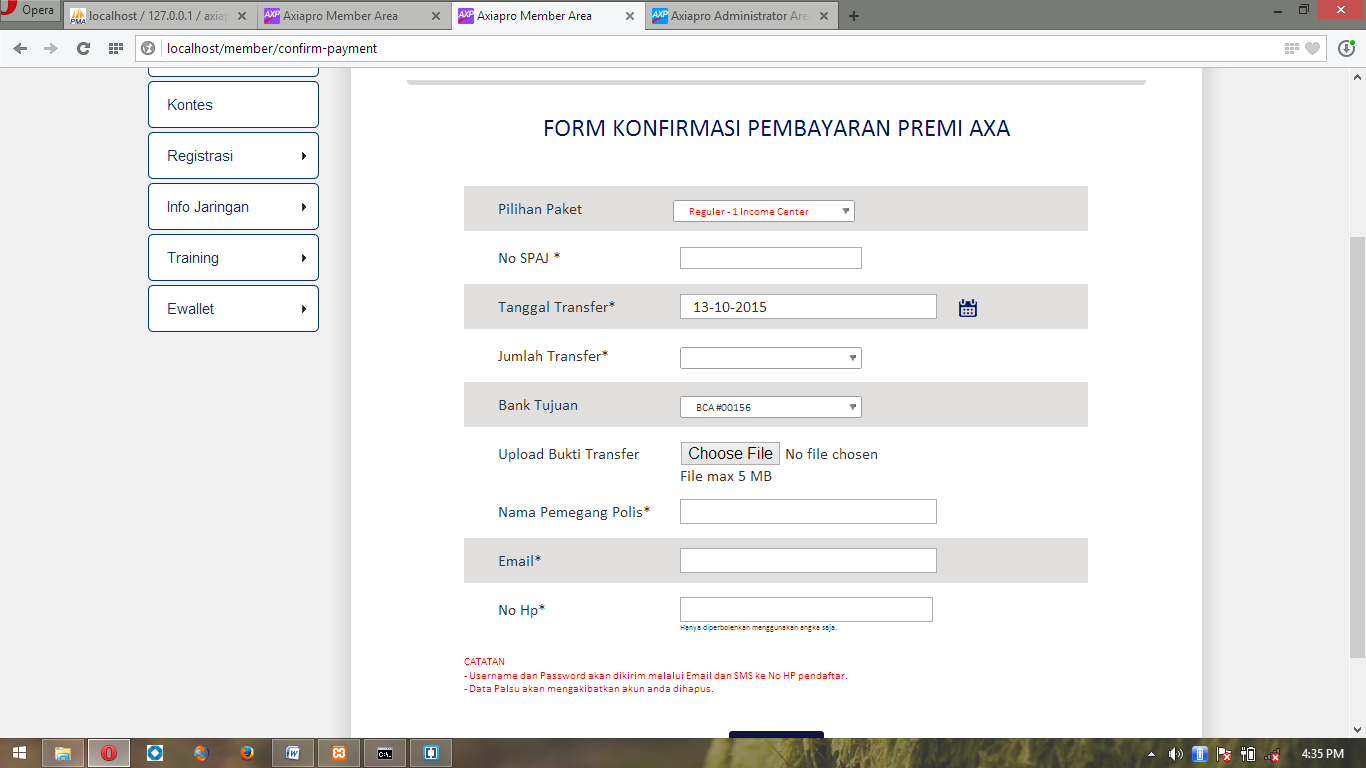 Opera
localhost / 127.0.0.1 / axiap
Axiapro Member Area
Axiapro Member Area
Axiapro Administrator Are
localhost/member/confirm-payment
Kontes
Registrasi
Info Jaringan
Training
Ewallet
FORM KONFIRMASI PEMBAYARAN PREMI AXA
Pilihan Paket
Reguler - 1 Income Center
No SPAJ *
Tanggal Transfer*
13-10-2015
Jumlah Transfer*
Bank Tujuan
BCA #00156
Upload Bukti Transfer
Choose File No file chosen
File max 5 MB
Nama Pemegang Polis*
Email*
No Hp*
Hanya diperbolehkan menggunakan angka saja.
CATATAN
- Username dan Password akan dikirim melalui Email dan SMS ke No HP pendaftar.
- Data Palsu akan mengakibatkan akun anda dihapus.
4:35 PM